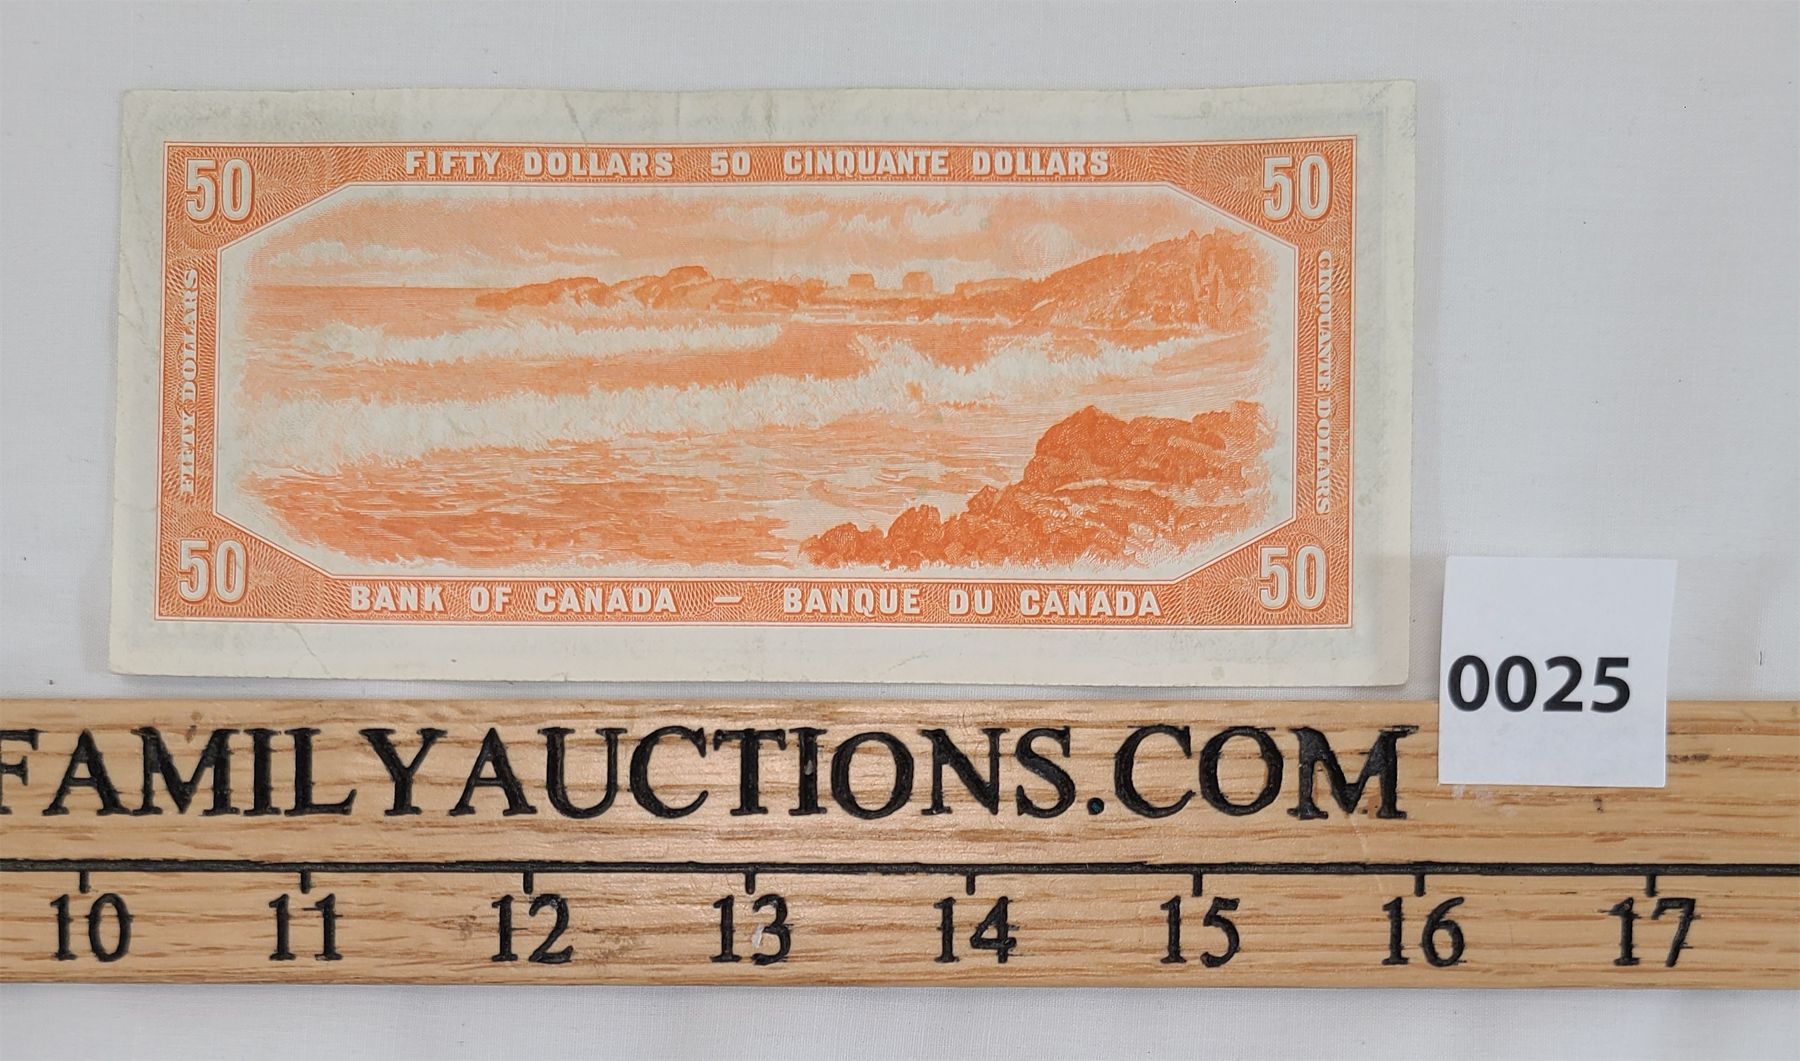 50 FIFTY DOLLARS 50 CINQUANTE DOLLARS 50
FIFTY DOLLARS
CINQUANTE DOLLARS
50 BANK OF CANADA — BANQUE DU CANADA 50
0025
FAMILYAUCTIONS.COM
10 11 12 13 14 15 16 17